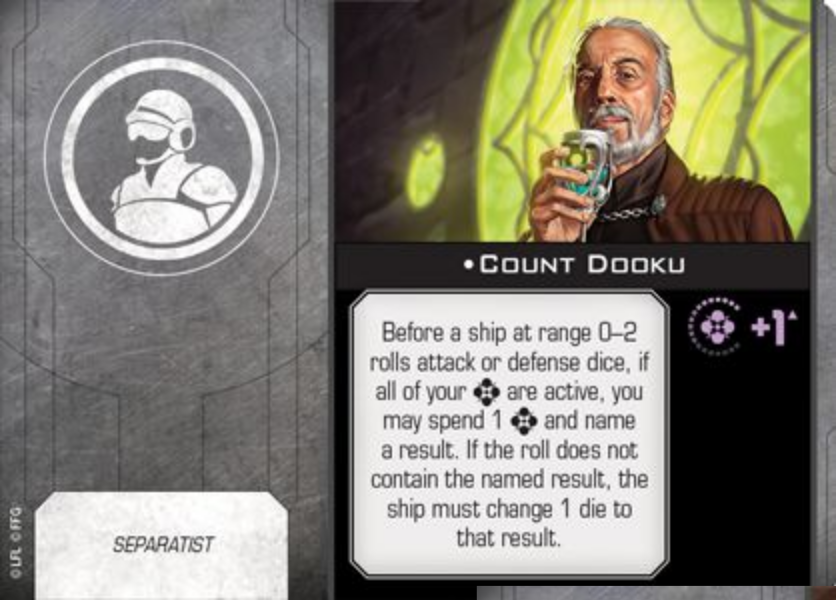 •COUNT DOOKU
Before a ship at range 0–2
rolls attack or defense dice, if
all of your are active, you
may spend 1 and name
a result. If the roll does not
contain the named result, the
ship must change 1 die to
that result.
+1
SEPARATIST
©LFL ©FFG